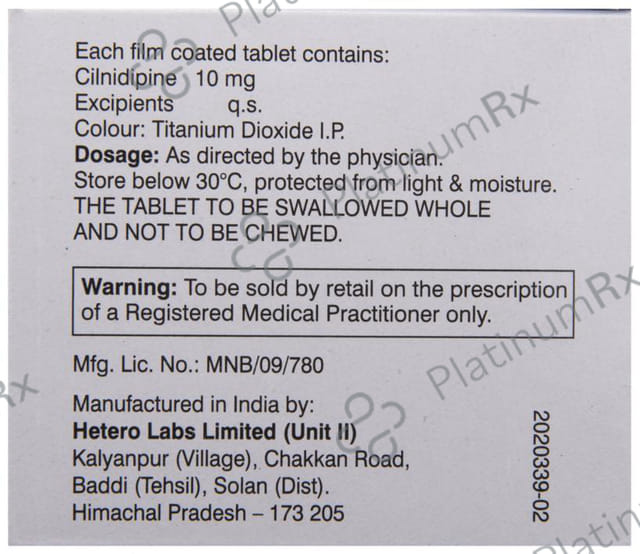 Each film coated tablet contains:
Cilnidipine 10 mg
Excipients q.s.
Colour: Titanium Dioxide I.P.
Dosage: As directed by the physician.
Store below 30°C, protected from light & moisture.
THE TABLET TO BE SWALLOWED WHOLE
AND NOT TO BE CHEWED.
Warning: To be sold by retail on the prescription
of a Registered Medical Practitioner only.
Mfg. Lic. No.: MNB/09/780
Manufactured in India by:
Hetero Labs Limited (Unit II)
Kalyanpur (Village), Chakkan Road,
Baddi (Tehsil), Solan (Dist).
Himachal Pradesh – 173 205
2020339-02
PlatinumRx
PlatinumRx
PlatinumRx
Rx
Platin